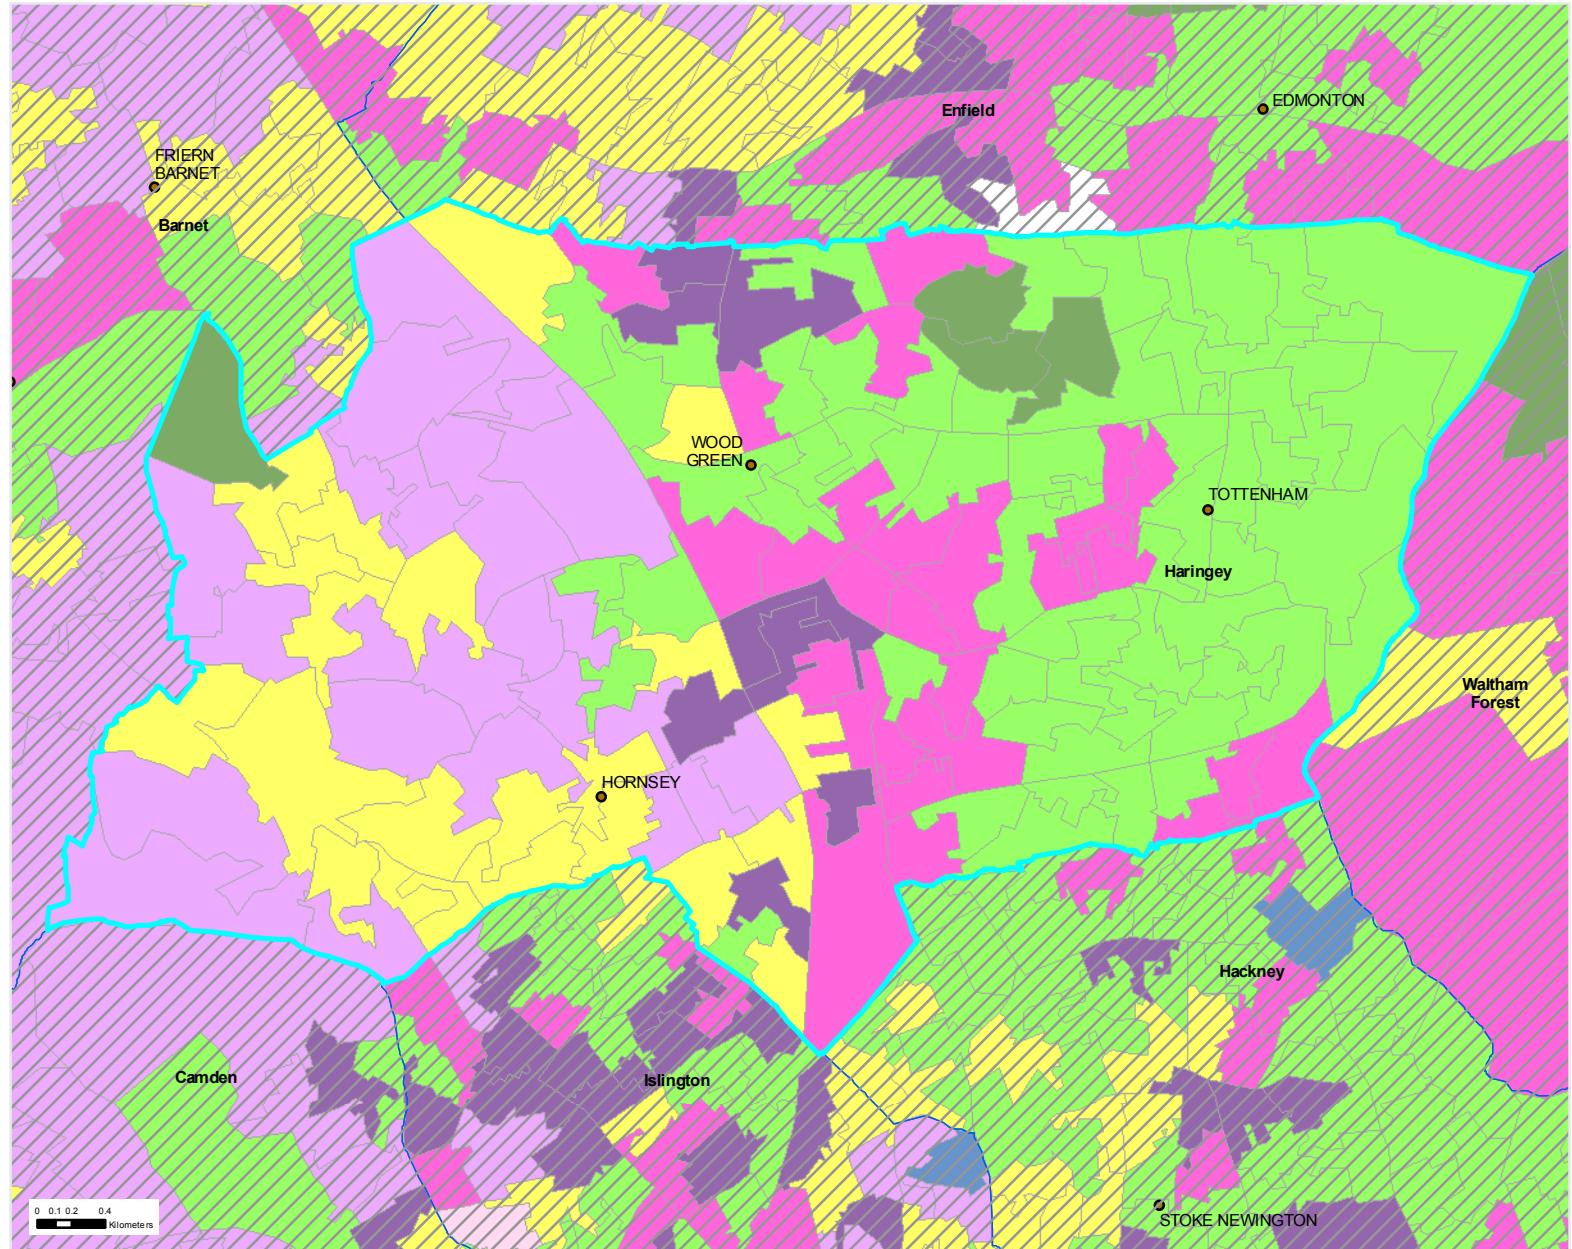 EDMONTON
Enfield
FRIERN
BARNET
Barnet
WOOD
GREEN
TOTTENHAM
Haringey
Waltham
Forest
HORNSEY
Hackney
Camden
Islington
0 0.1 0.2 0.4
Kilometers
STOKE NEWINGTON